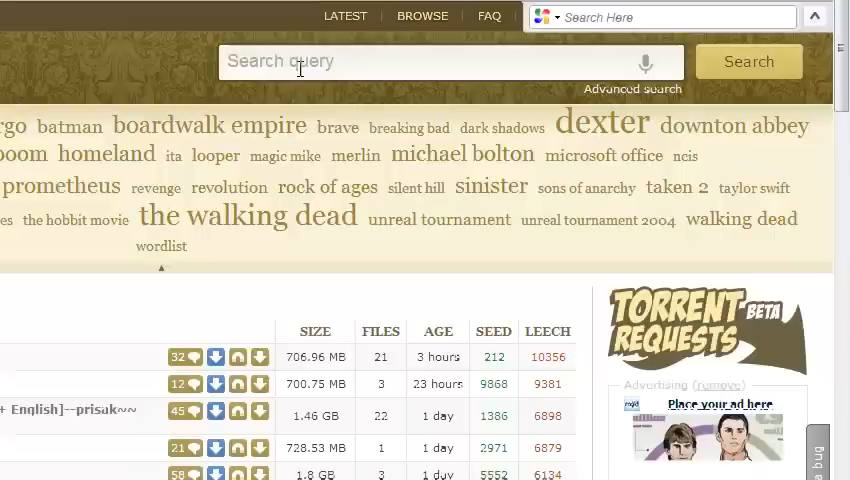 LATEST BROWSE FAQ Search Here
Search query Search
Advanced search
rgo batman boardwalk empire brave breaking bad dark shadows dexter downton abbey
boom homeland ita looper magic mike merlin michael bolton microsoft office ncis
prometheus revenge revolution rock of ages silent hill sinister sons of anarchy taken 2 taylor swift
es the hobbit movie the walking dead unreal tournament unreal tournament 2004 walking dead
wordlist
TORRENT BETA
REQUESTS
SIZE FILES AGE SEED LEECH
32 706.96 MB 21 3 hours 212 10356
12 700.75 MB 3 23 hours 9868 9381
+ English]--prisak~~ 45 1.46 GB 22 1 day 1386 6898
21 728.53 MB 1 1 day 2971 6879
58 1.8 GB 3 1 day 5552 6134
Advertising (remove)
Place your ad here
a bug